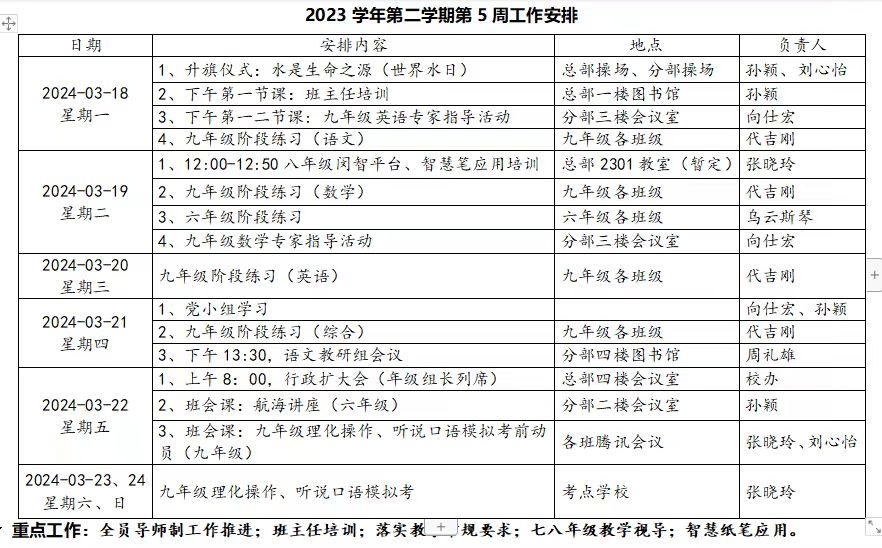 2023 学年第二学期第 5 周工作安排
日期 安排内容 地点 负责人
2024-03-18
星期一
1、升旗仪式：水是生命之源（世界水日） 总部操场、分部操场 孙颖、刘心怡
2、下午第一节课：班主任培训 总部一楼图书馆 孙颖
3、下午第一二节课：九年级英语专家指导活动 分部三楼会议室 向仕宏
4、九年级阶段练习（语文） 九年级各班级 代吉刚
2024-03-19
星期二
1、12:00-12:50 八年级闵智平台、智慧笔应用培训 总部 2301 教室（暂定） 张晓玲
2、九年级阶段练习（数学） 九年级各班级 代吉刚
3、六年级阶段练习 六年级各班级 乌云斯琴
4、九年级数学专家指导活动 分部三楼会议室 向仕宏
2024-03-20
星期三
九年级阶段练习（英语） 九年级各班级 代吉刚
2024-03-21
星期四
1、党小组学习 向仕宏、孙颖
2、九年级阶段练习（综合） 九年级各班级 代吉刚
3、下午 13:30，语文教研组会议 分部四楼图书馆 周礼雄
2024-03-22
星期五
1、上午 8：00，行政扩大会（年级组长列席） 总部四楼会议室 校办
2、班会课：航海讲座（六年级） 分部二楼会议室 孙颖
3、班会课：九年级理化操作、听说口语模拟考前动
员（九年级） 各班腾讯会议 张晓玲、刘心怡
2024-03-23、24
星期六、日
九年级理化操作、听说口语模拟考 考点学校 张晓玲
重点工作：全员导师制工作推进；班主任培训；落实教 规要求；七八年级教学视导；智慧纸笔应用。